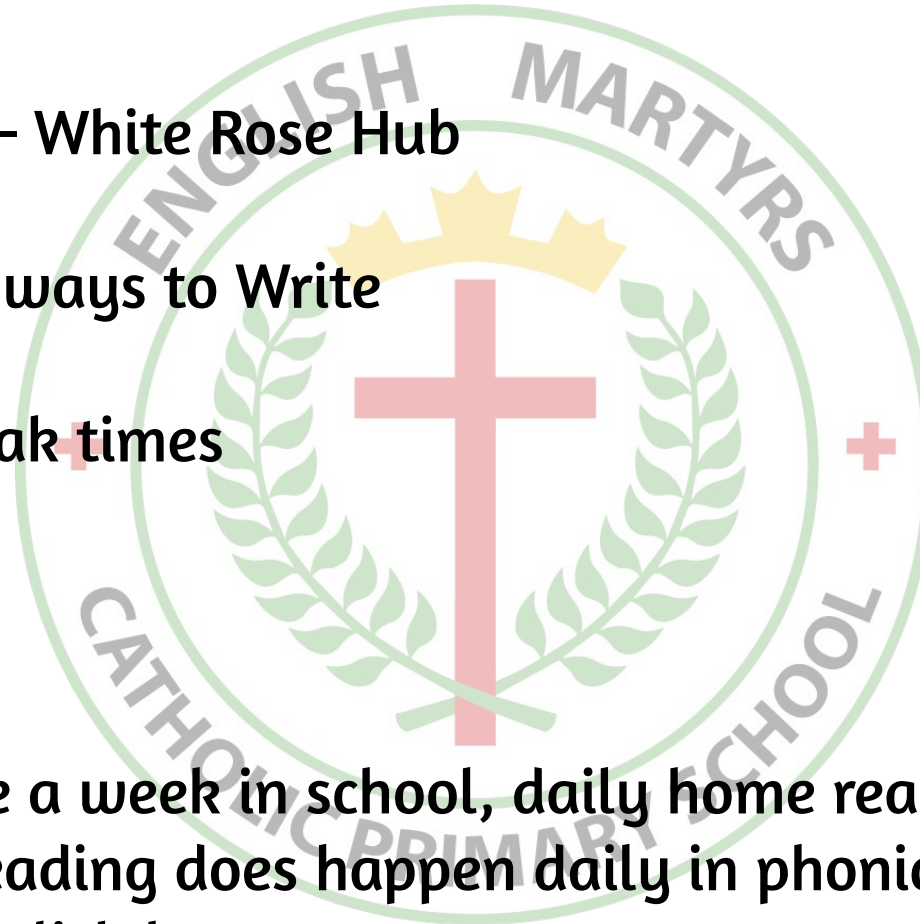 ENGLISH MARTYRS
– White Rose Hub
ways to Write
ak times
e a week in school, daily home rea
eading does happen daily in phonic
CATHOLIC PRIMARY SCHOOL